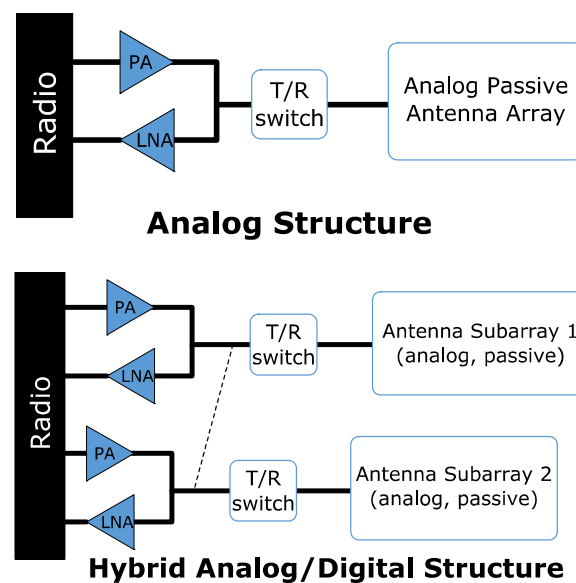 Radio
PA
LNA
T/R
switch
Analog Passive
Antenna Array
Analog Structure
Radio
PA
LNA
T/R
switch
Antenna Subarray 1
(analog, passive)
PA
LNA
T/R
switch
Antenna Subarray 2
(analog, passive)
Hybrid Analog/Digital Structure